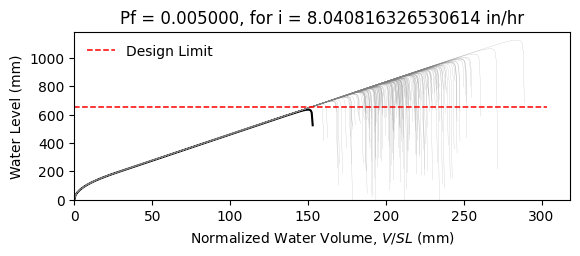 Pf = 0.005000, for i = 8.040816326530614 in/hr
Design Limit
Water Level (mm)
1000
800
600
400
200
0
0 50 100 150 200 250 300
Normalized Water Volume, V/SL (mm)